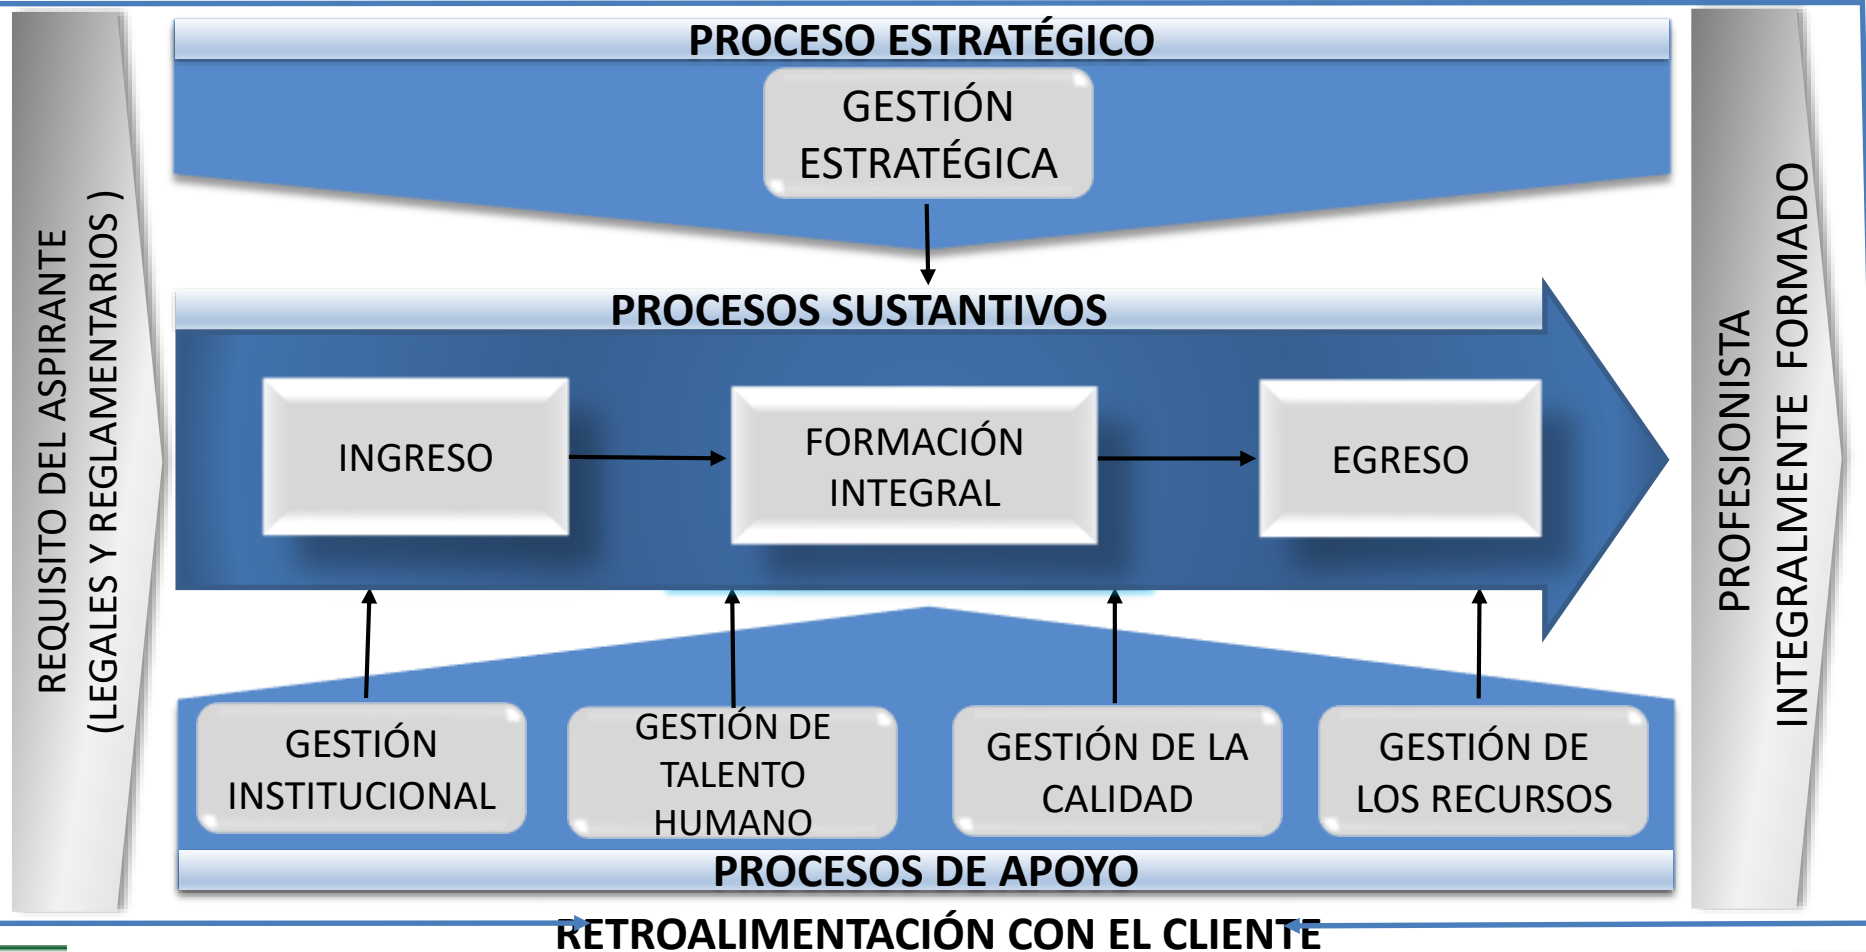 PROCESO ESTRATÉGICO
GESTIÓN
ESTRATÉGICA
REQUISITO DEL ASPIRANTE
(LEGALES Y REGLAMENTARIOS )
PROCESOS SUSTANTIVOS
INGRESO
FORMACIÓN
INTEGRAL
EGRESO
PROFESIONISTA
INTEGRALMENTE FORMADO
GESTIÓN
INSTITUCIONAL
GESTIÓN DE
TALENTO
HUMANO
GESTIÓN DE LA
CALIDAD
GESTIÓN DE
LOS RECURSOS
PROCESOS DE APOYO
RETROALIMENTACIÓN CON EL CLIENTE